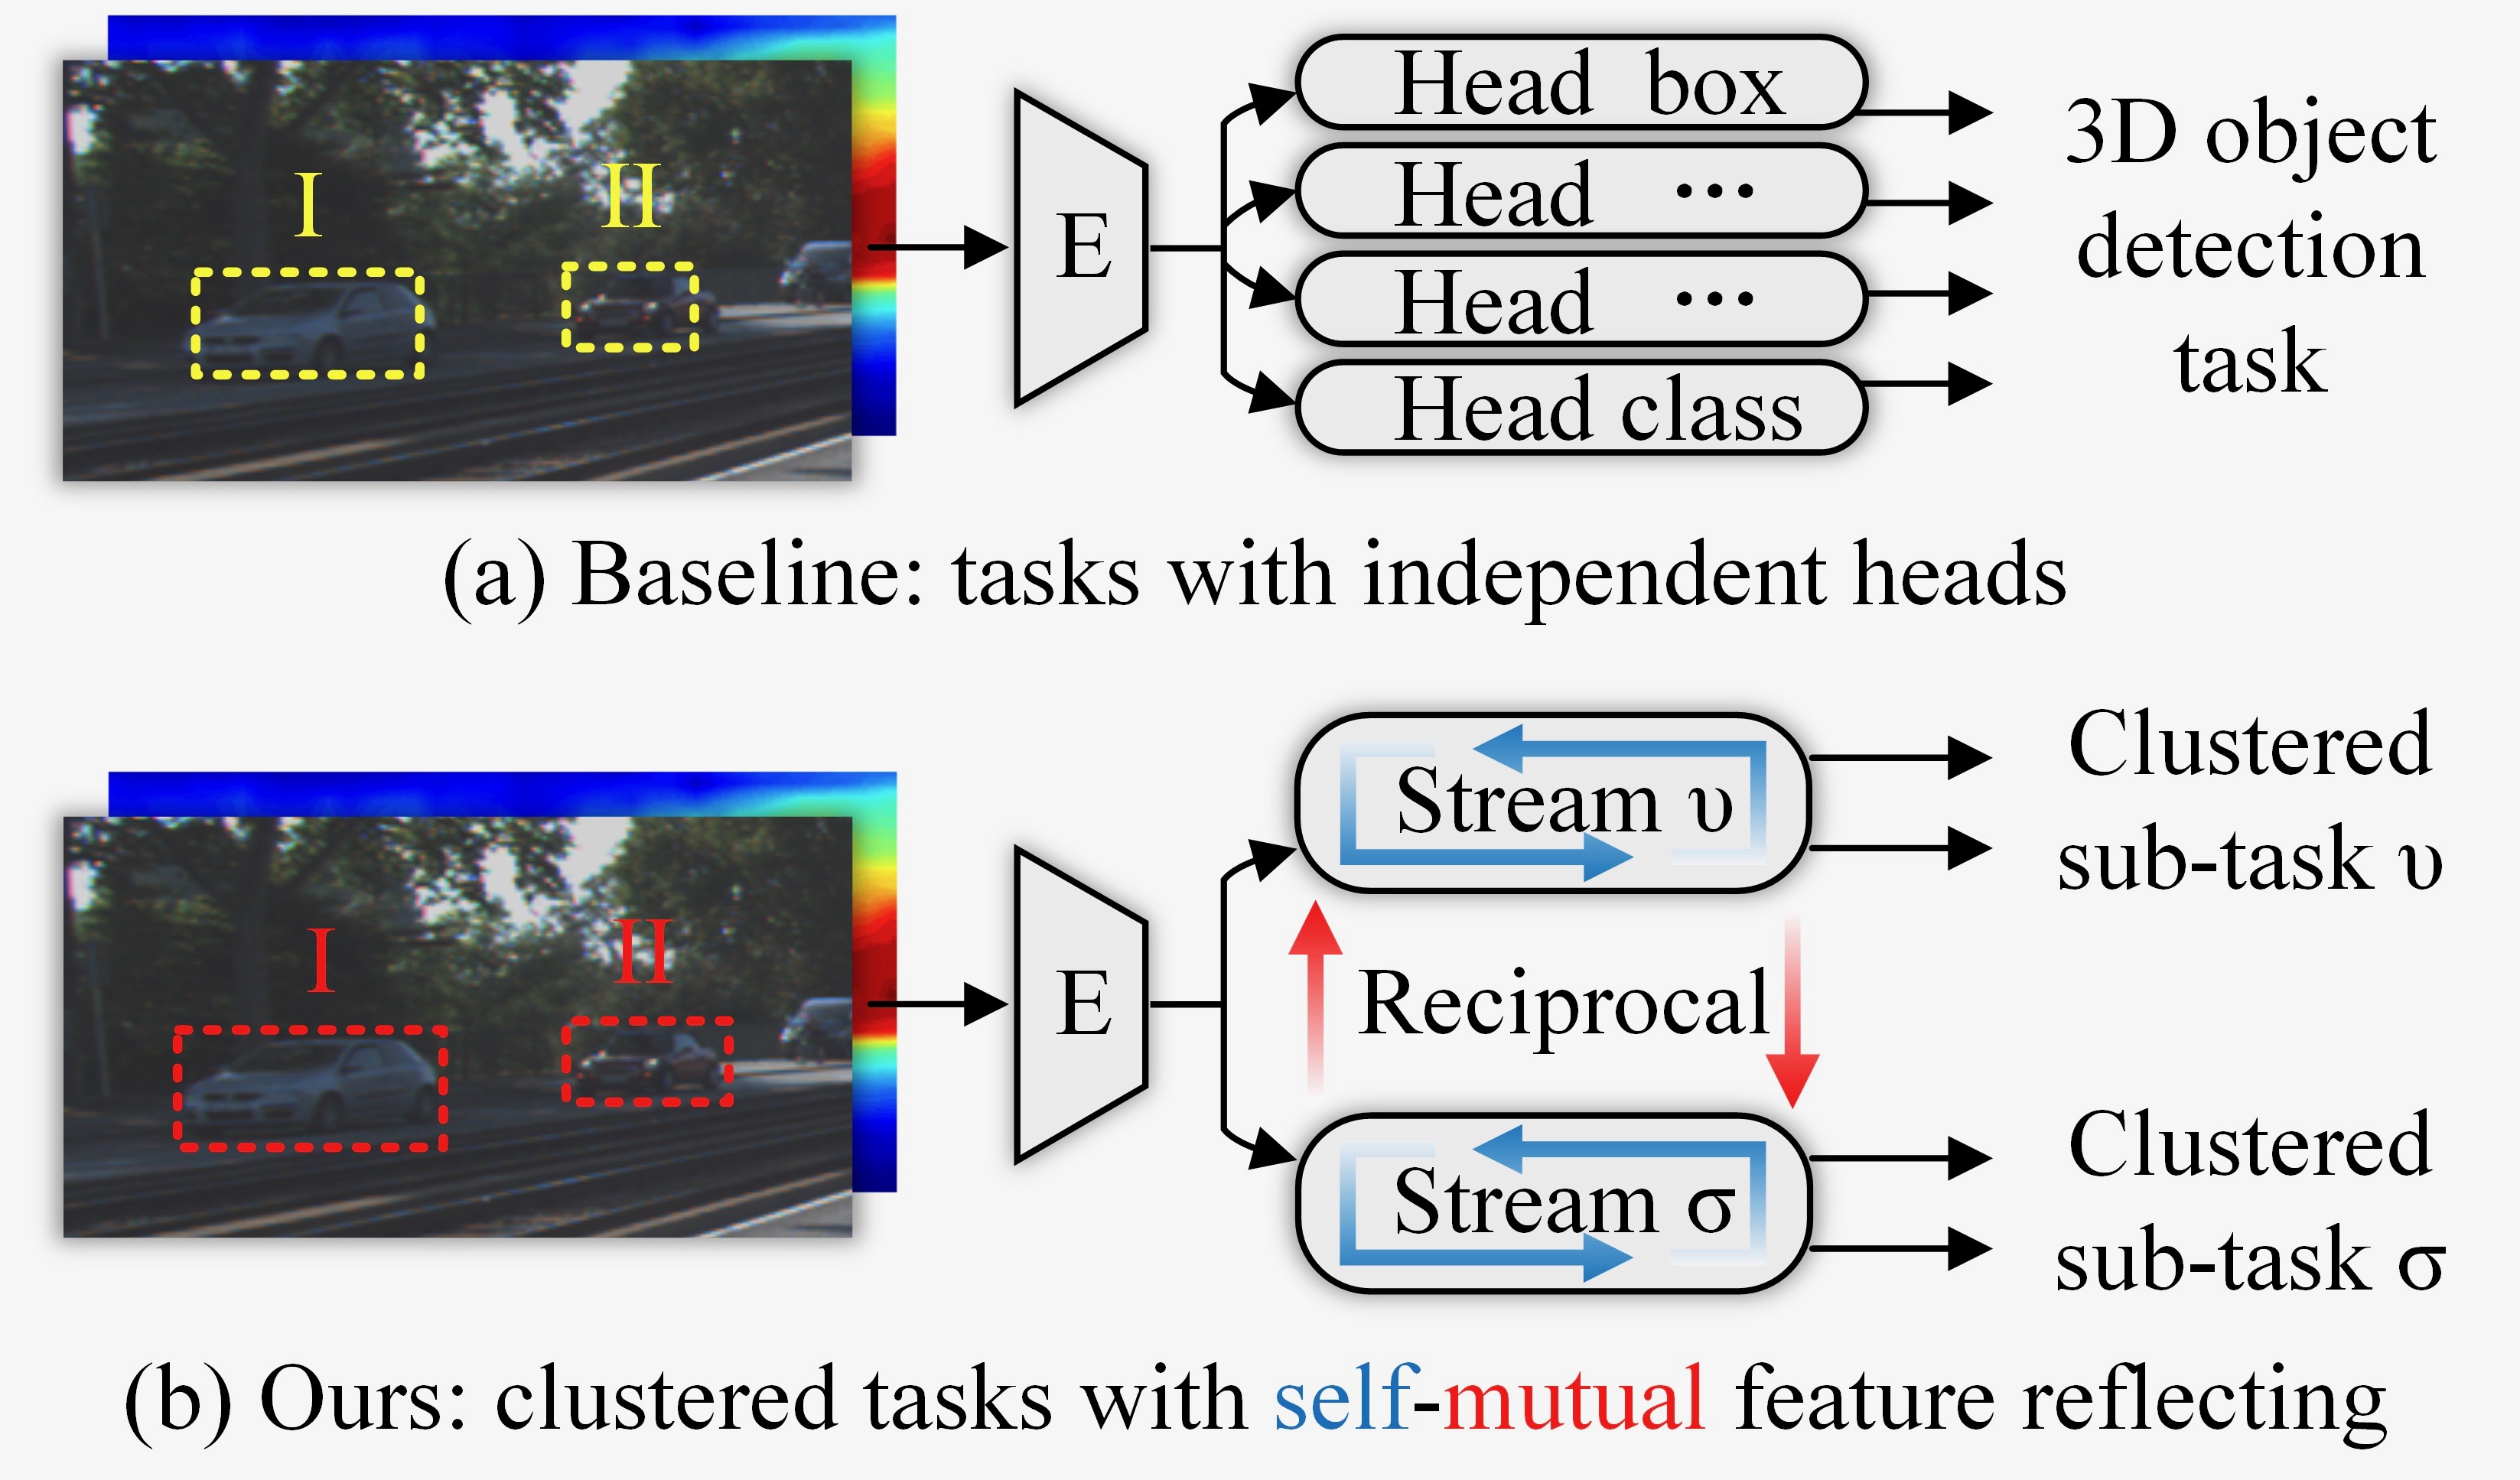 I
II
E
Head box
Head ···
Head ···
Head class
3D object
detection
task
(a) Baseline: tasks with independent heads
I
II
E
Stream υ
Reciprocal
Stream σ
Clustered
sub-task υ
Clustered
sub-task σ
(b) Ours: clustered tasks with self-mutual feature reflecting